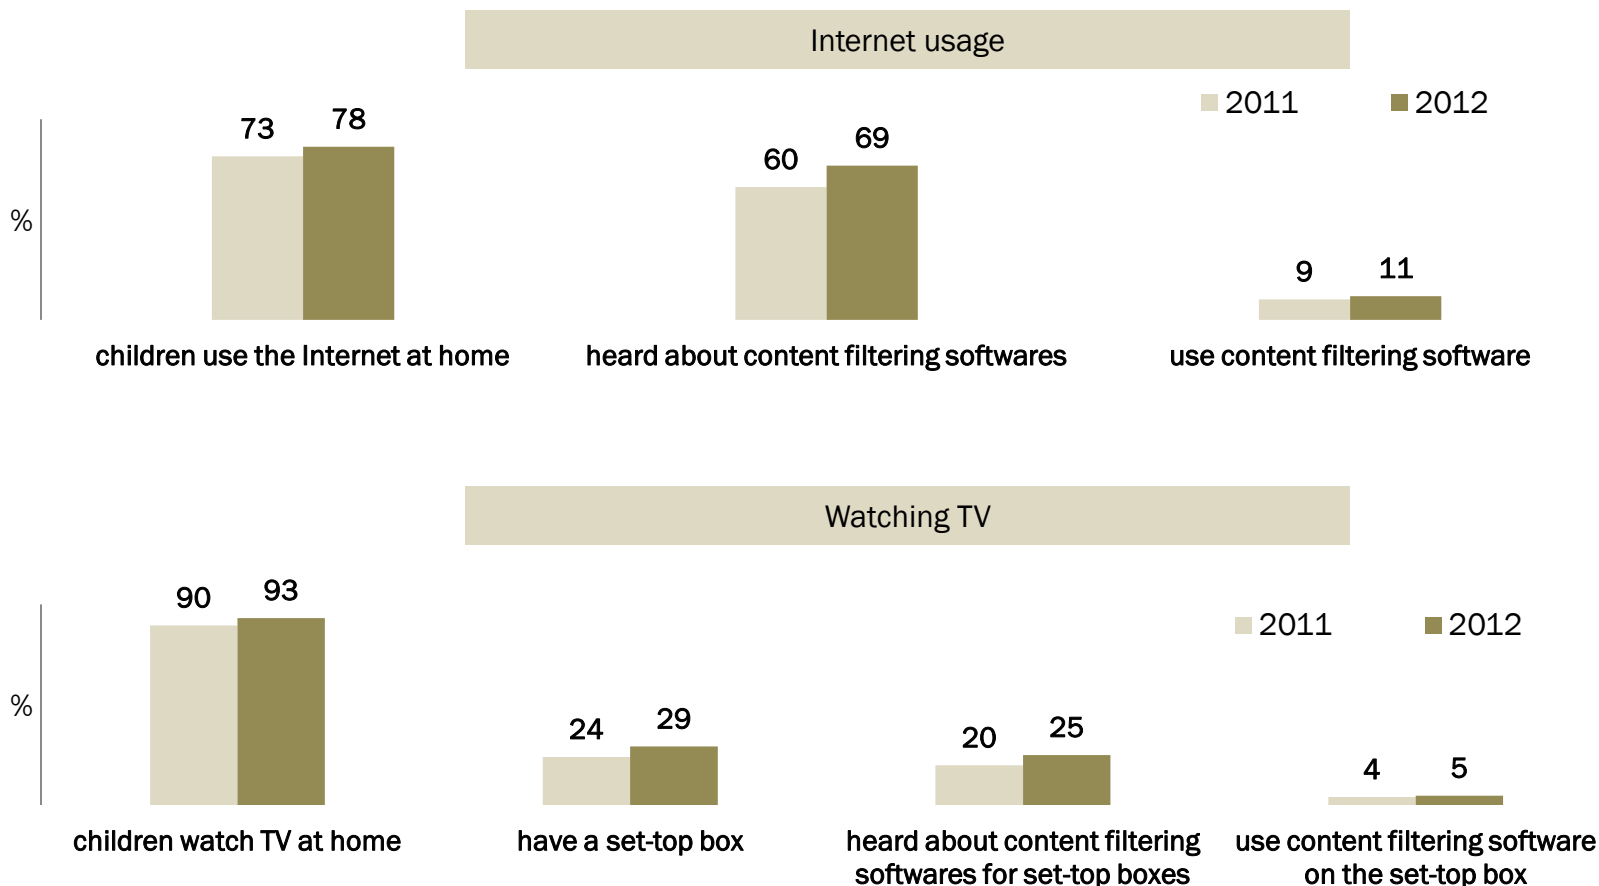 Internet usage
2011 2012
73 78 60 69 9 11
%
children use the Internet at home heard about content filtering softwares use content filtering software
Watching TV
2011 2012
90 93 24 29 20 25 4 5
%
children watch TV at home have a set-top box heard about content filtering use content filtering software
softwares for set-top boxes on the set-top box